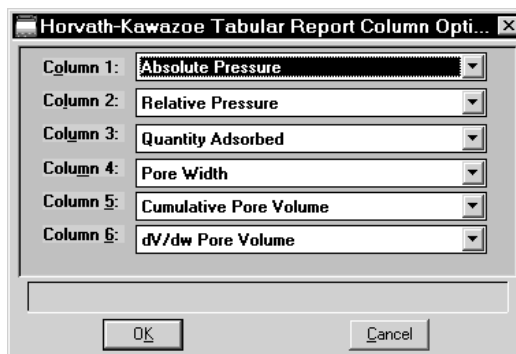 Horvath-Kawazoe Tabular Report Column Opti...
Column 1: Absolute Pressure
Column 2: Relative Pressure
Column 3: Quantity Adsorbed
Column 4: Pore Width
Column 5: Cumulative Pore Volume
Column 6: dV/dw Pore Volume
OK Cancel